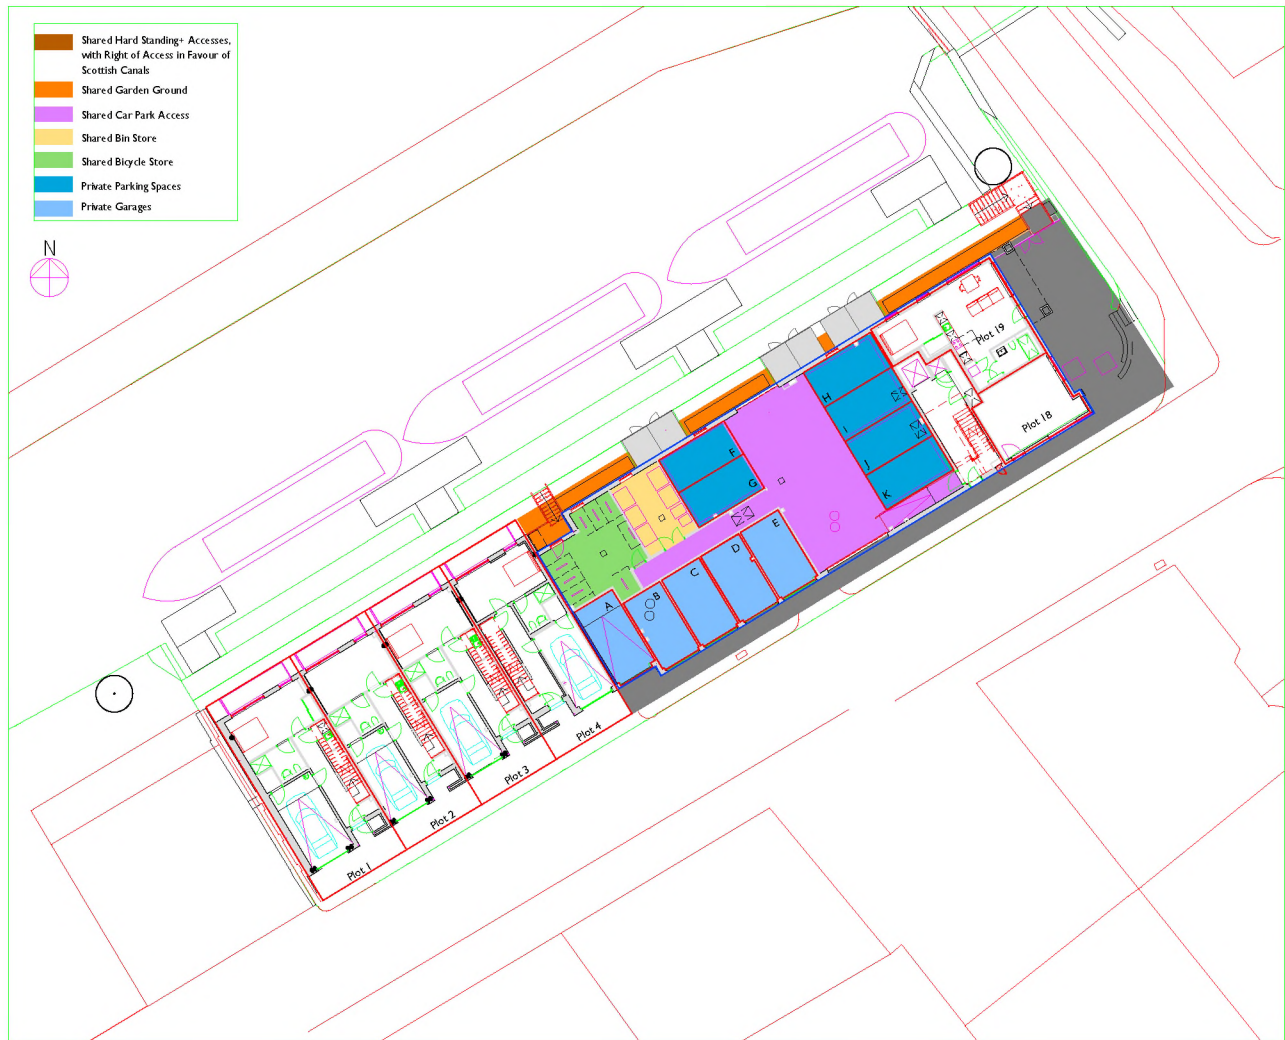 Shared Hard Standing+ Accesses,
with Right of Access in Favour of
Scottish Canals
Shared Garden Ground
Shared Car Park Access
Shared Bin Store
Shared Bicycle Store
Private Parking Spaces
Private Garages
N
Plot 19
Plot 18
H
I
J
K
F
G
E
D
C
B
A
Plot 4
Plot 3
Plot 2
Plot 1